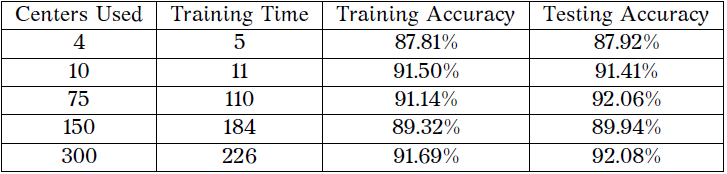 Centers Used Training Time Training Accuracy Testing Accuracy
4 5 87.81% 87.92%
10 11 91.50% 91.41%
75 110 91.14% 92.06%
150 184 89.32% 89.94%
300 226 91.69% 92.08%